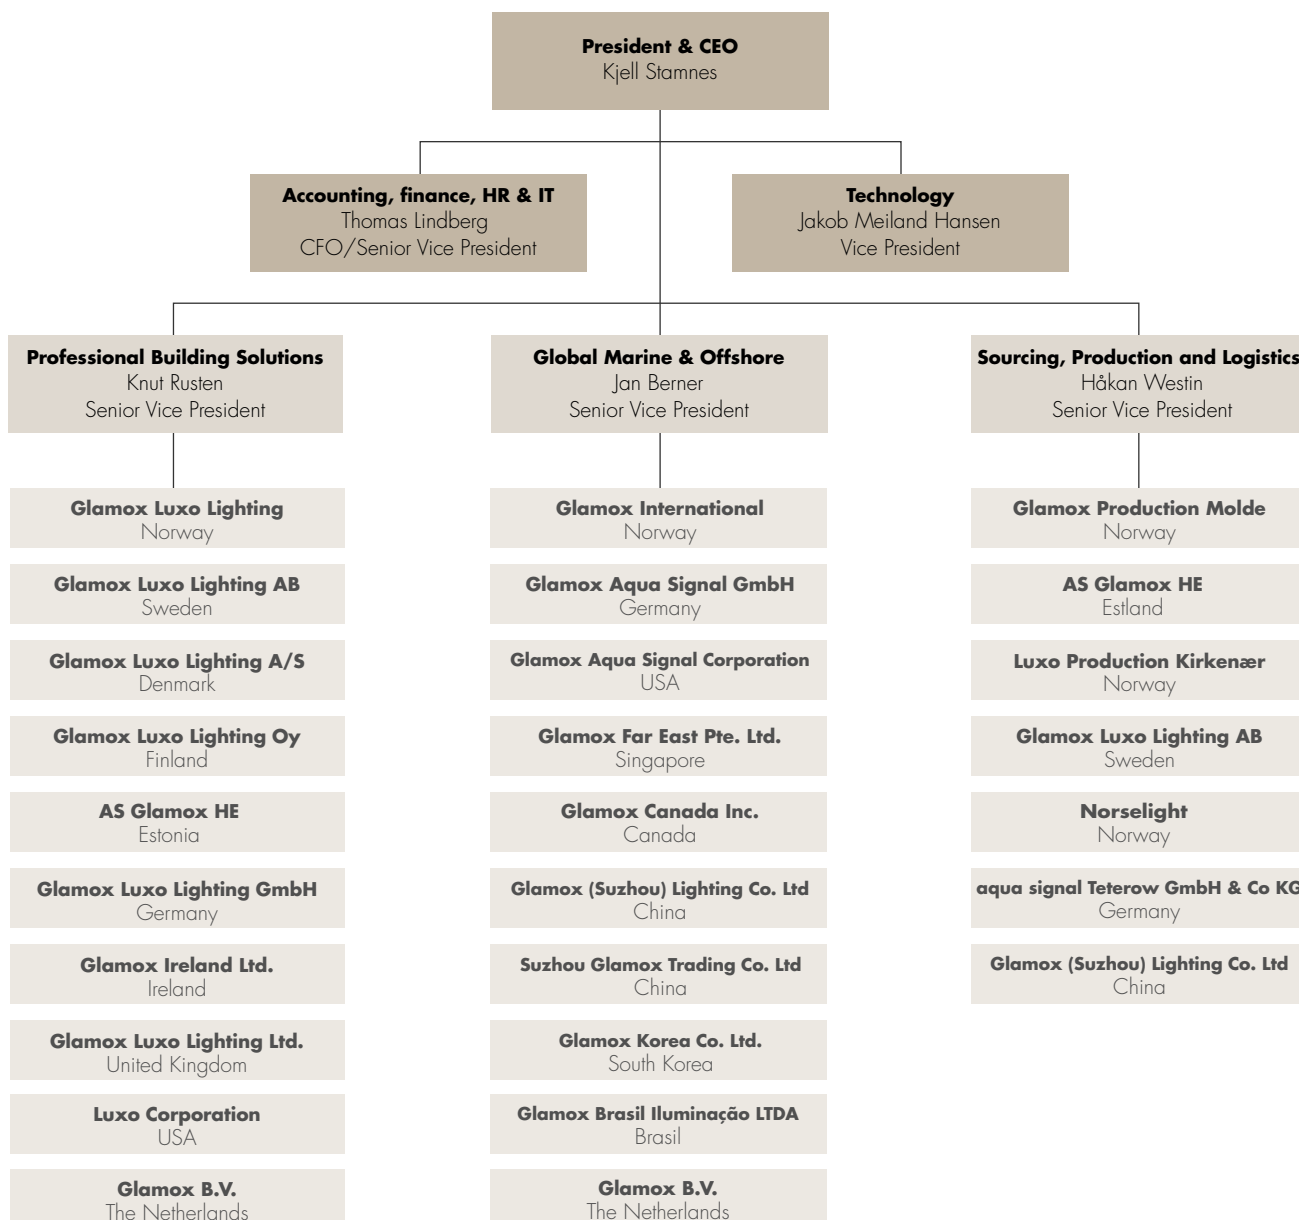 President & CEO
Kjell Stamnes
Accounting, finance, HR & IT
Thomas Lindberg
CFO/Senior Vice President
Technology
Jakob Meiland Hansen
Vice President
Professional Building Solutions
Knut Rusten
Senior Vice President
Global Marine & Offshore
Jan Berner
Senior Vice President
Sourcing, Production and Logistics
Håkan Westin
Senior Vice President
Glamox Luxo Lighting
Norway
Glamox Luxo Lighting AB
Sweden
Glamox Luxo Lighting A/S
Denmark
Glamox Luxo Lighting Oy
Finland
AS Glamox HE
Estonia
Glamox Luxo Lighting GmbH
Germany
Glamox Ireland Ltd.
Ireland
Glamox Luxo Lighting Ltd.
United Kingdom
Luxo Corporation
USA
Glamox B.V.
The Netherlands
Glamox International
Norway
Glamox Aqua Signal GmbH
Germany
Glamox Aqua Signal Corporation
USA
Glamox Far East Pte. Ltd.
Singapore
Glamox Canada Inc.
Canada
Glamox (Suzhou) Lighting Co. Ltd
China
Suzhou Glamox Trading Co. Ltd
China
Glamox Korea Co. Ltd.
South Korea
Glamox Brasil Iluminação LTDA
Brasil
Glamox B.V.
The Netherlands
Glamox Production Molde
Norway
AS Glamox HE
Estland
Luxo Production Kirkenær
Norway
Glamox Luxo Lighting AB
Sweden
Norselight
Norway
aqua signal Teterow GmbH & Co KG
Germany
Glamox (Suzhou) Lighting Co. Ltd
China